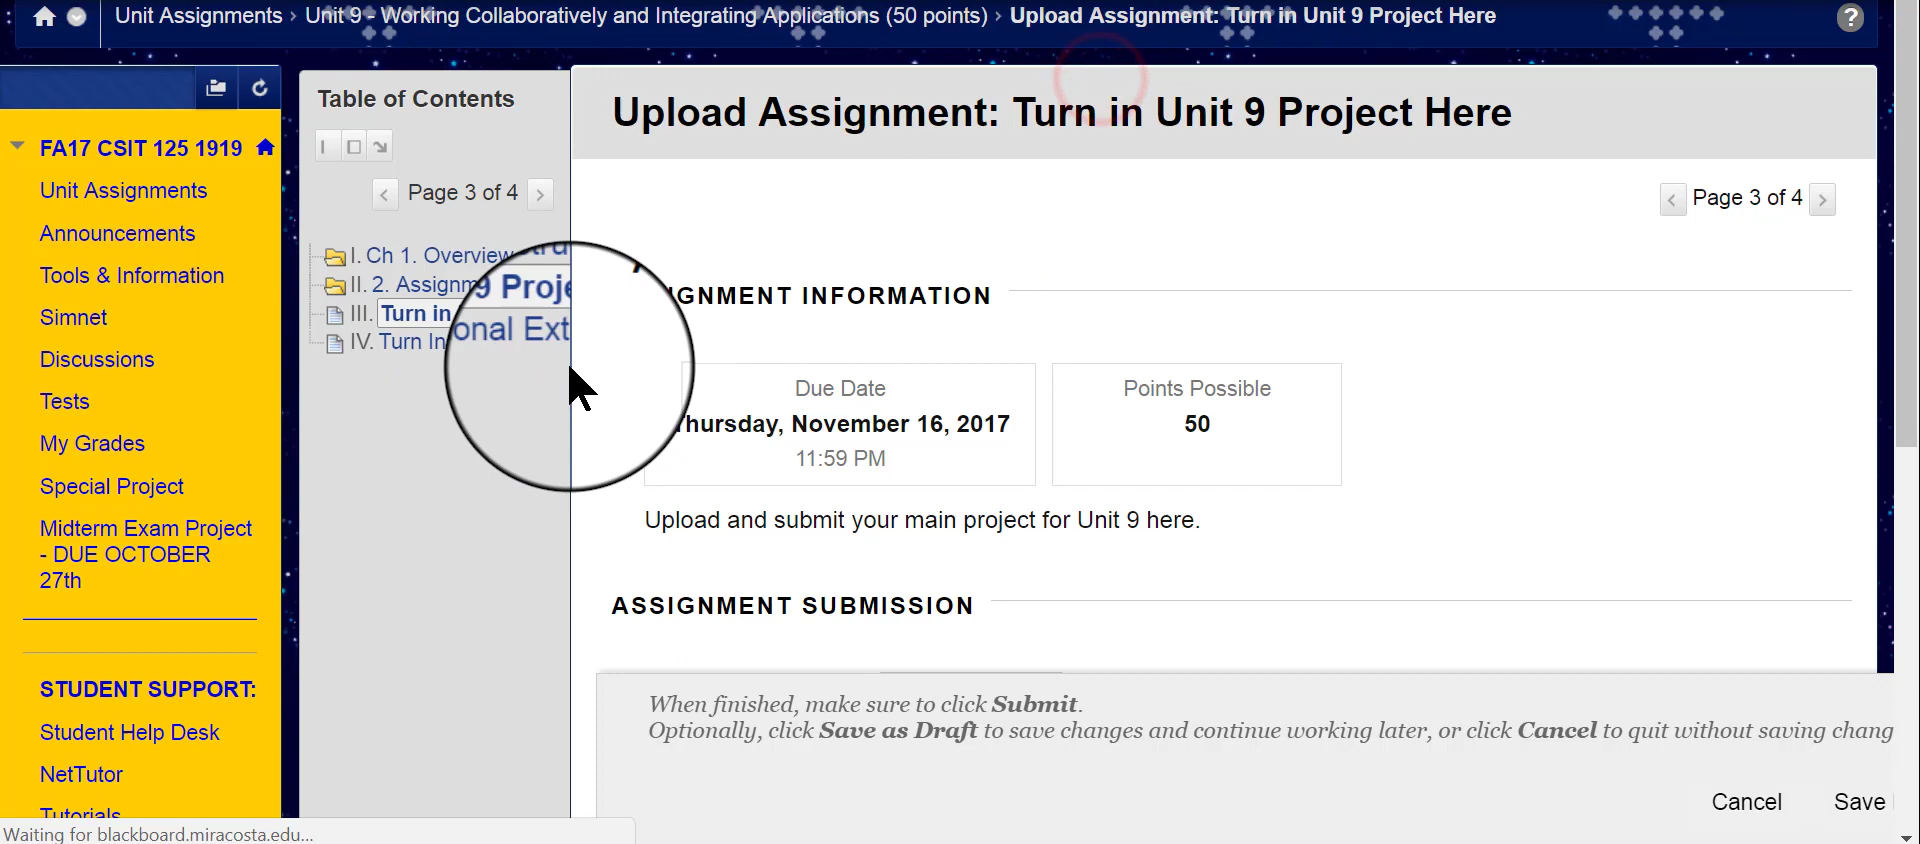 Unit Assignments > Unit 9 - Working Collaboratively and Integrating Applications (50 points) > Upload Assignment: Turn in Unit 9 Project Here
?
FA17 CSIT 125 1919
Unit Assignments
Announcements
Tools & Information
Simnet
Discussions
Tests
My Grades
Special Project
Midterm Exam Project
- DUE OCTOBER
27th
STUDENT SUPPORT:
Student Help Desk
NetTutor
Tutorials
Waiting for blackboard.miracosta.edu...
Table of Contents
< Page 3 of 4 >
I. Ch 1. Overview
II. 2. Assignm
III. Turn in 9 Proje
IV. Turn In onal Ext
Upload Assignment: Turn in Unit 9 Project Here
< Page 3 of 4 >
IGNMENT INFORMATION
Due Date
Thursday, November 16, 2017
11:59 PM
Points Possible
50
Upload and submit your main project for Unit 9 here.
ASSIGNMENT SUBMISSION
When finished, make sure to click Submit.
Optionally, click Save as Draft to save changes and continue working later, or click Cancel to quit without saving chang
Cancel Save